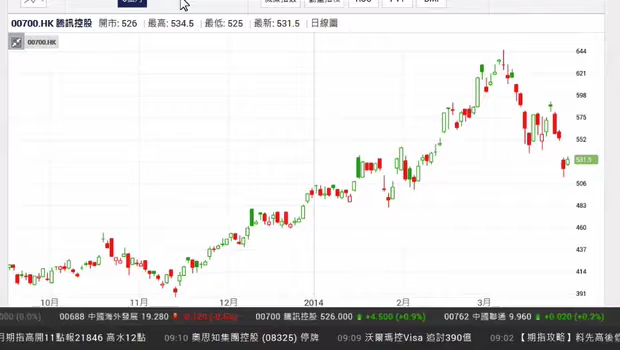 00700.HK 騰訊控股 開市: 526 最高: 534.5 最低: 525 最新: 531.5 日線圖
00700.HK
644
621
598
575
552
531.5
506
483
460
437
414
391
10月 11月 12月 2014 2月 3月
(0.0%) 00688 中國海外發展 19.280 00700 騰訊控股 526.000 +4.500 (+0.9%) 00762 中國聯通 9.960 +0.020 (+0.2%)
月期指高開11點報21846 高水12點 09:10 奧思知集團控股 (08325) 停牌 09:09 沃爾瑪控Visa 追討390億 09:02 【期指攻略】料先高後